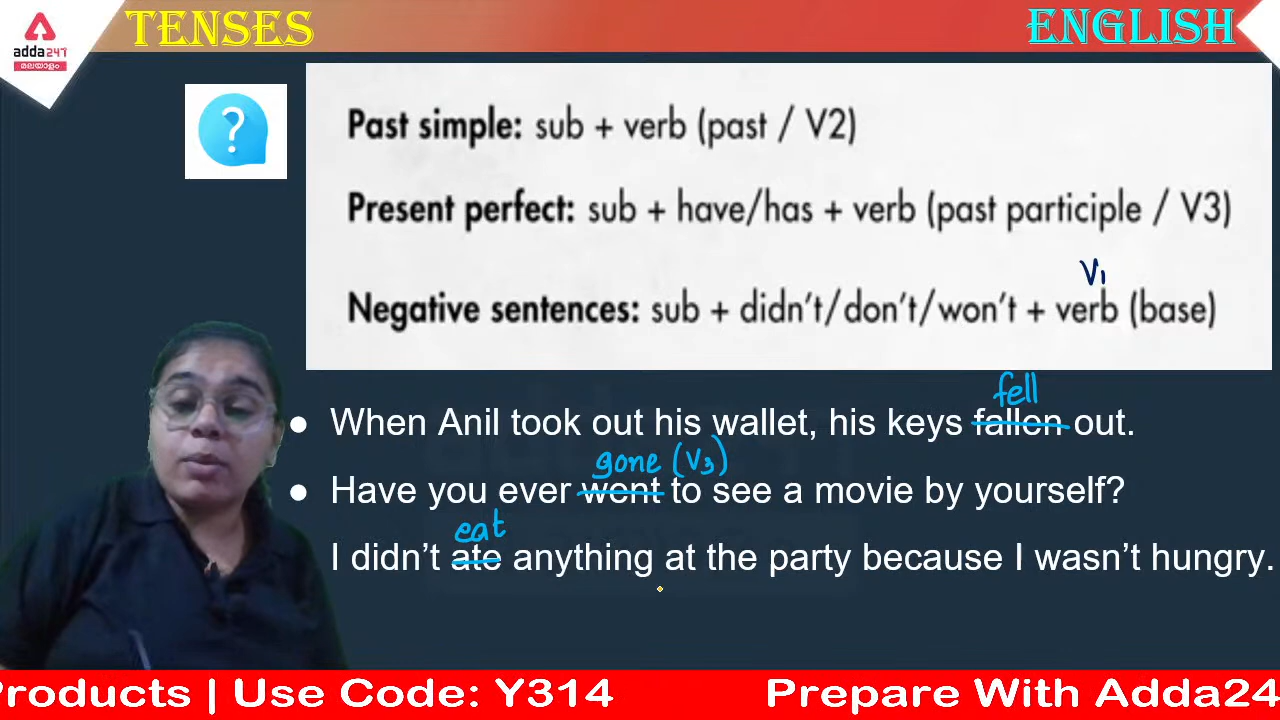 TENSES
ENGLISH
adda247
മലയാളം
?
Past simple: sub + verb (past / V2)
Present perfect: sub + have/has + verb (past participle / V3)
V1
Negative sentences: sub + didn't/don't/won't + verb (base)
fell
● When Anil took out his wallet, his keys fallen out.
gone (V3)
● Have you ever went to see a movie by yourself?
eat
I didn't ate anything at the party because I wasn't hungry.
Products | Use Code: Y314 Prepare With Adda24